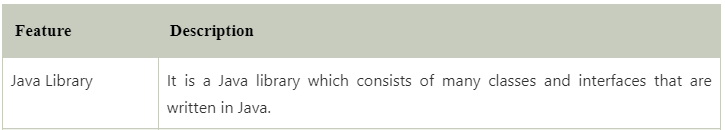 Feature Description
Java Library It is a Java library which consists of many classes and interfaces that are
written in Java.